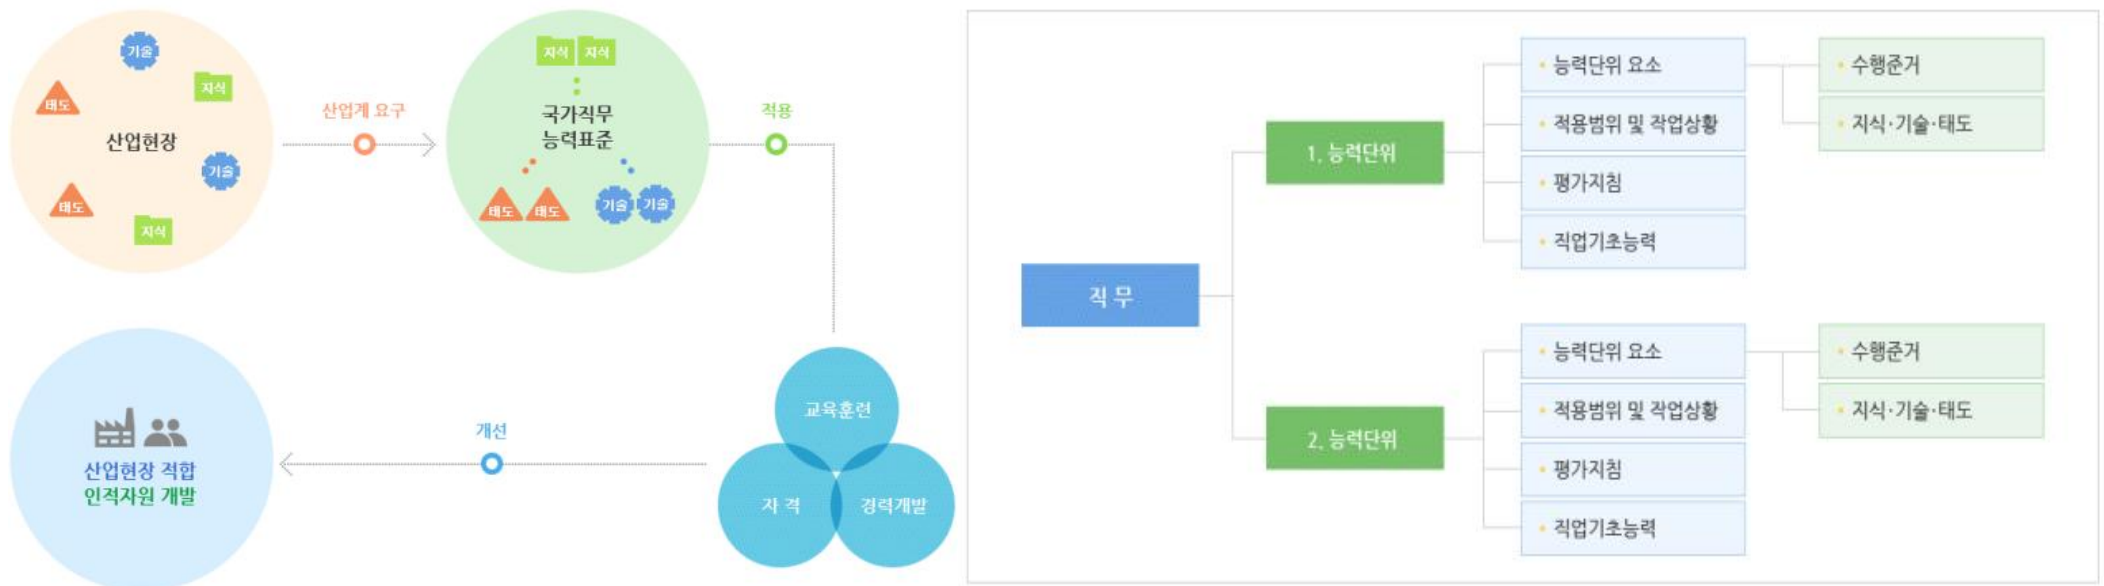 기술
지식
태도
산업현장
기술
태도
지식
산업계 요구
지식 지식
국가직무
능력표준
태도 태도 기술 기술
적용
교육훈련
자 격
경력개발
개선
산업현장 적합
인적자원 개발
직 무
1. 능력단위
• 능력단위 요소
• 적용범위 및 작업상황
• 평가지침
• 직업기초능력
• 수행준거
• 지식·기술·태도
2. 능력단위
• 능력단위 요소
• 적용범위 및 작업상황
• 평가지침
• 직업기초능력
• 수행준거
• 지식·기술·태도